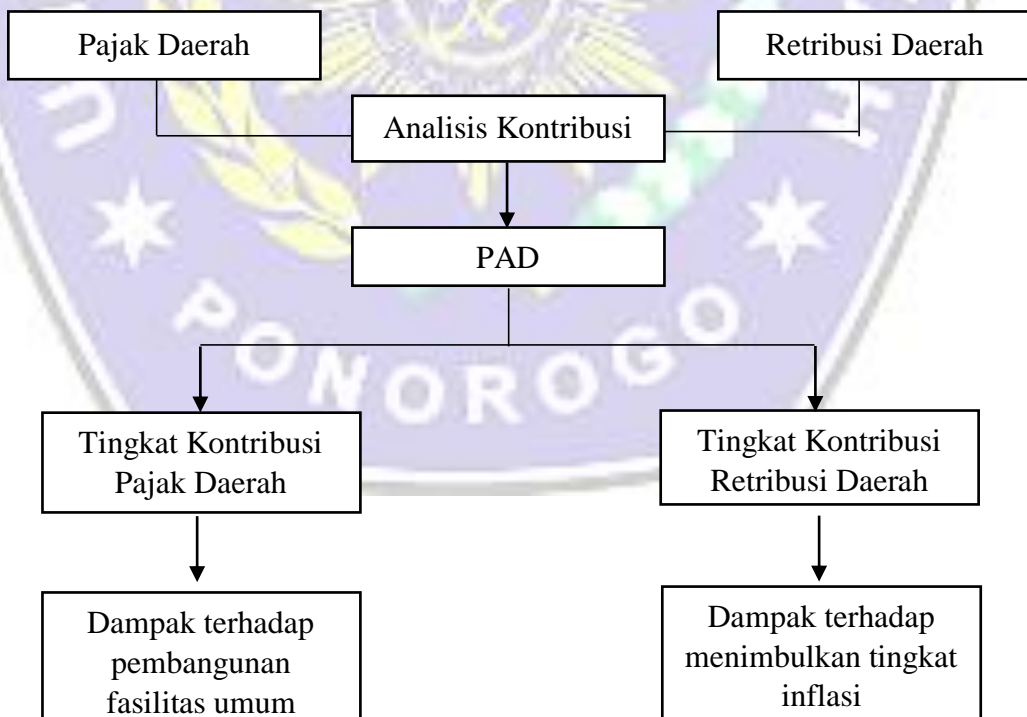 Pajak Daerah
Retribusi Daerah
Analisis Kontribusi
PAD
PONOROGO
Tingkat Kontribusi
Pajak Daerah
Tingkat Kontribusi
Retribusi Daerah
Dampak terhadap
pembangunan
fasilitas umum
Dampak terhadap
menimbulkan tingkat
inflasi